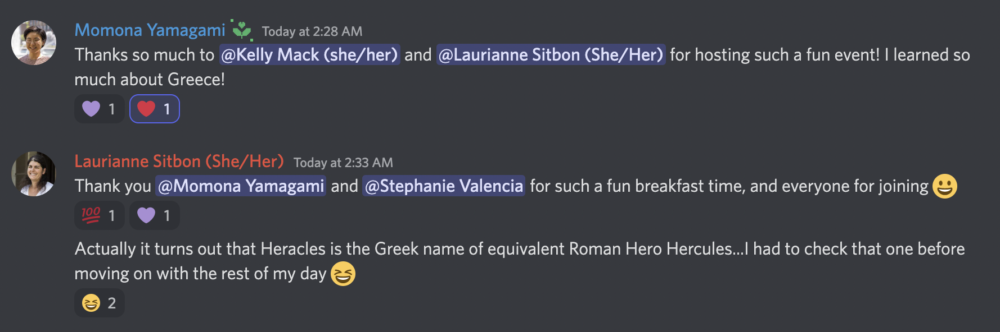 Momona Yamagami Today at 2:28 AM
Thanks so much to @Kelly Mack (she/her) and @Laurianne Sitbon (She/Her) for hosting such a fun event! I learned so
much about Greece!
1 1
Laurianne Sitbon (She/Her) Today at 2:33 AM
Thank you @Momona Yamagami and @Stephanie Valencia for such a fun breakfast time, and everyone for joining 😀
💯 1 💜 1
Actually it turns out that Heracles is the Greek name of equivalent Roman Hero Hercules...I had to check that one before
moving on with the rest of my day 😆
😆 2